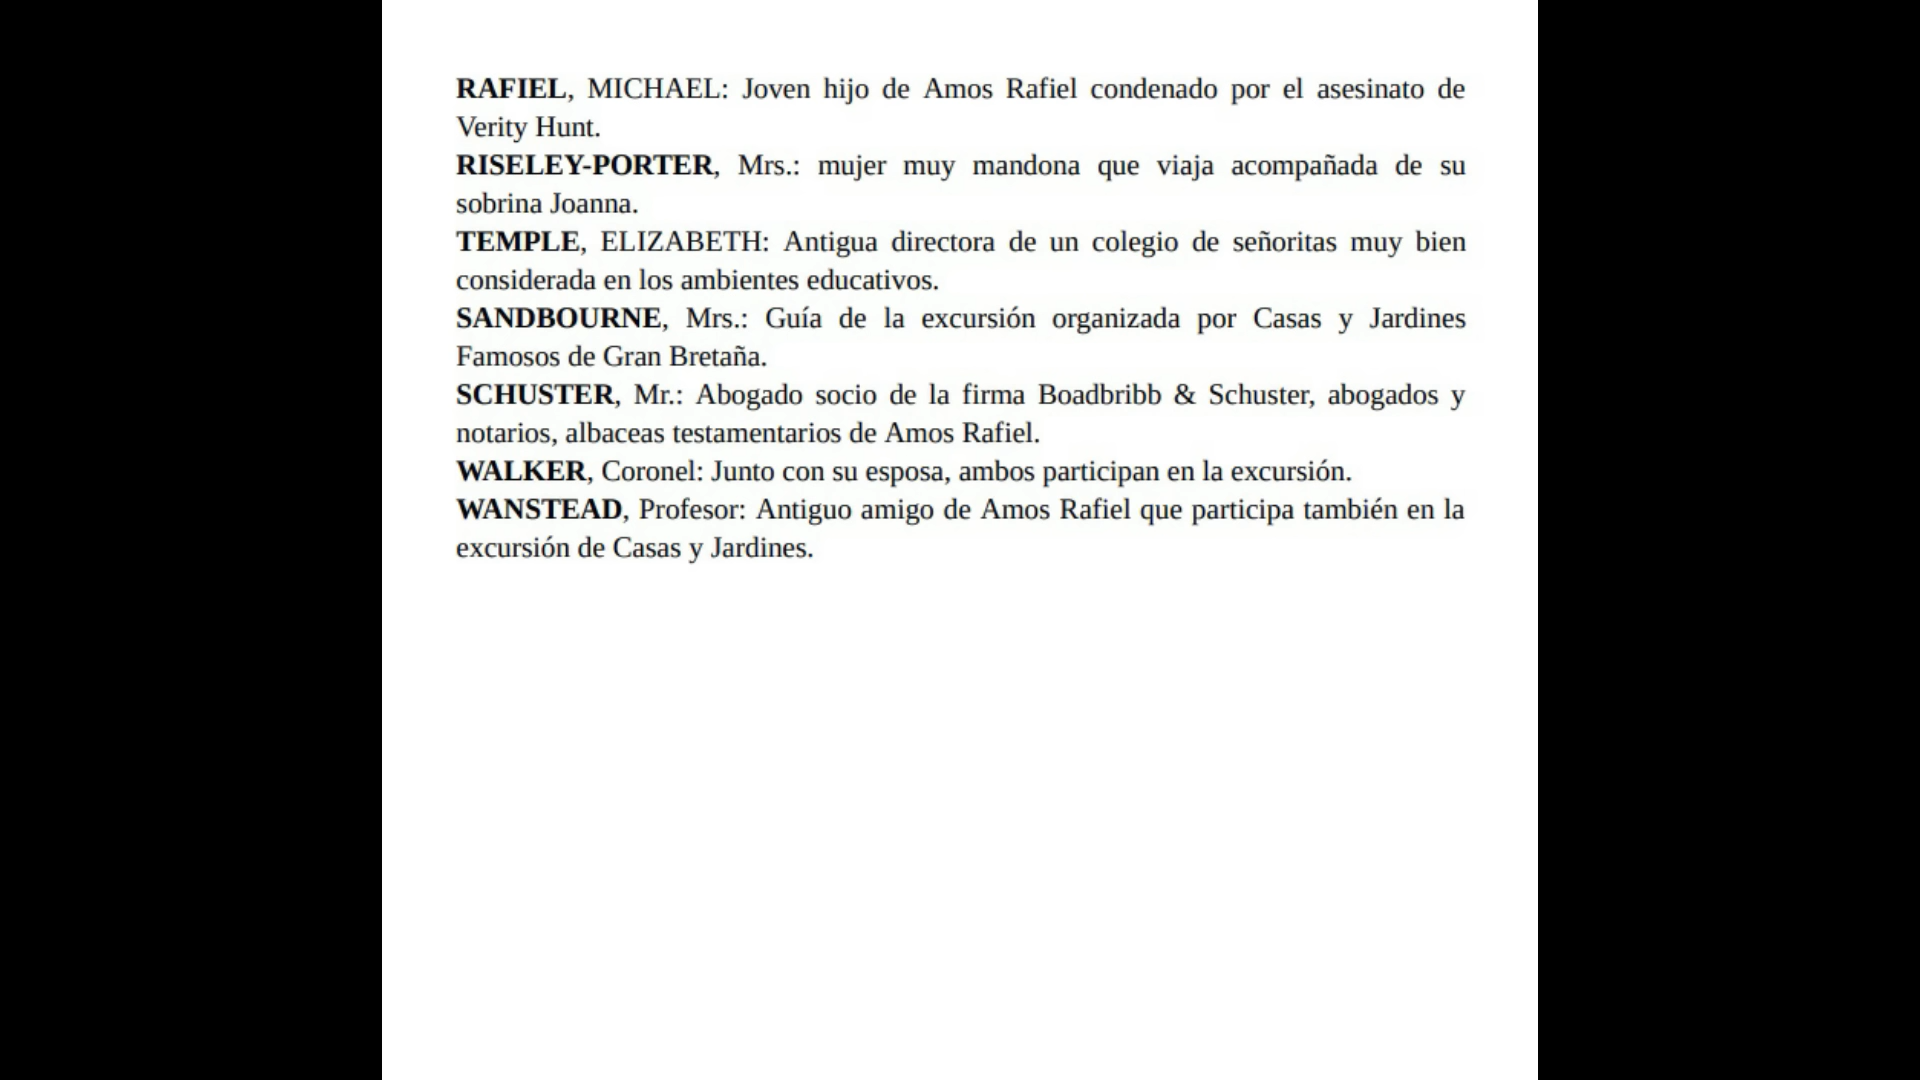 RAFIEL, MICHAEL: Joven hijo de Amos Rafiel condenado por el asesinato de
Verity Hunt.
RISELEY-PORTER, Mrs.: mujer muy mandona que viaja acompañada de su
sobrina Joanna.
TEMPLE, ELIZABETH: Antigua directora de un colegio de señoritas muy bien
considerada en los ambientes educativos.
SANDBOURNE, Mrs.: Guía de la excursión organizada por Casas y Jardines
Famosos de Gran Bretaña.
SCHUSTER, Mr.: Abogado socio de la firma Boadbribb & Schuster, abogados y
notarios, albaceas testamentarios de Amos Rafiel.
WALKER, Coronel: Junto con su esposa, ambos participan en la excursión.
WANSTEAD, Profesor: Antiguo amigo de Amos Rafiel que participa también en la
excursión de Casas y Jardines.